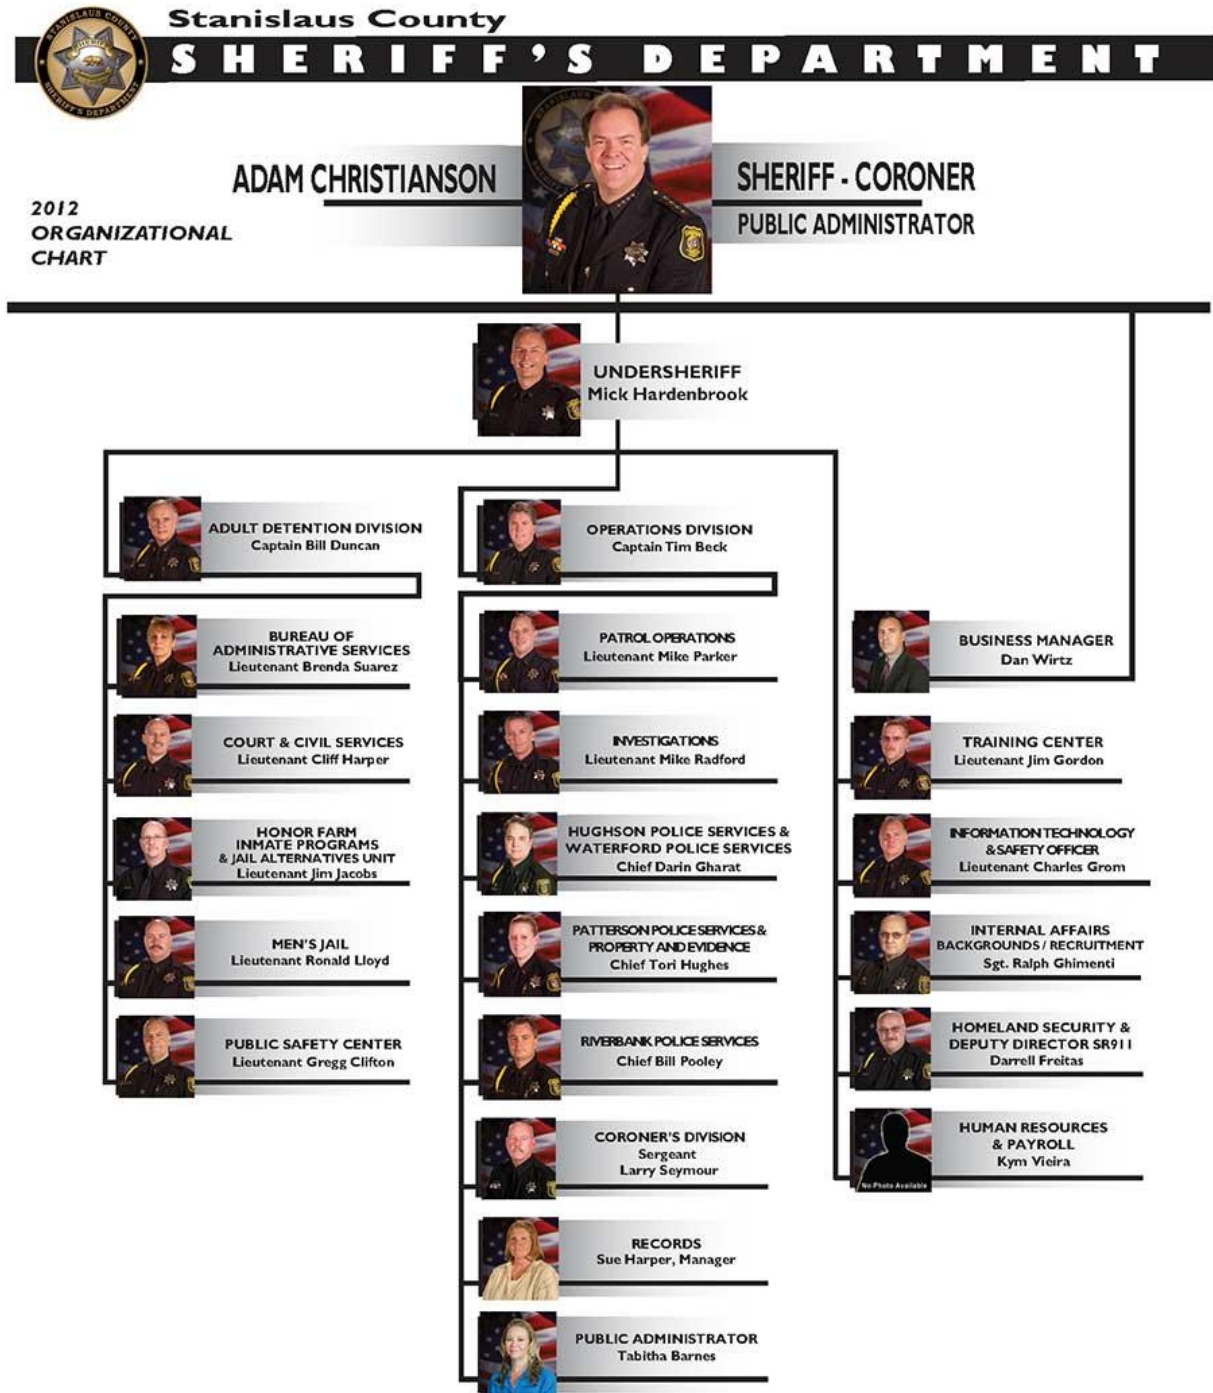 Stanislaus County
SHERIFF'S DEPARTMENT
STANISLAUS COUNTY
SHERIFF'S DEPARTMENT
ADAM CHRISTIANSON
SHERIFF - CORONER
PUBLIC ADMINISTRATOR
2012
ORGANIZATIONAL
CHART
UNDERSHERIFF
Mick Hardenbrook
ADULT DETENTION DIVISION
Captain Bill Duncan
BUREAU OF
ADMINISTRATIVE SERVICES
Lieutenant Brenda Suarez
COURT & CIVIL SERVICES
Lieutenant Cliff Harper
HONOR FARM
INMATE PROGRAMS
& JAIL ALTERNATIVES UNIT
Lieutenant Jim Jacobs
MEN'S JAIL
Lieutenant Ronald Lloyd
PUBLIC SAFETY CENTER
Lieutenant Gregg Clifton
OPERATIONS DIVISION
Captain Tim Beck
PATROL OPERATIONS
Lieutenant Mike Parker
INVESTIGATIONS
Lieutenant Mike Radford
HUGHSON POLICE SERVICES &
WATERFORD POLICE SERVICES
Chief Darin Gharat
PATTERSON POLICE SERVICES &
PROPERTY AND EVIDENCE
Chief Tori Hughes
RIVERBANK POLICE SERVICES
Chief Bill Pooley
CORONER'S DIVISION
Sergeant
Larry Seymour
RECORDS
Sue Harper, Manager
PUBLIC ADMINISTRATOR
Tabitha Barnes
BUSINESS MANAGER
Dan Wirtz
TRAINING CENTER
Lieutenant Jim Gordon
INFORMATION TECHNOLOGY
& SAFETY OFFICER
Lieutenant Charles Grom
INTERNAL AFFAIRS
BACKGROUNDS / RECRUITMENT
Sgt. Ralph Ghimenti
HOMELAND SECURITY &
DEPUTY DIRECTOR SR911
Darrell Freitas
HUMAN RESOURCES
& PAYROLL
Kym Vieira
No Photo Available